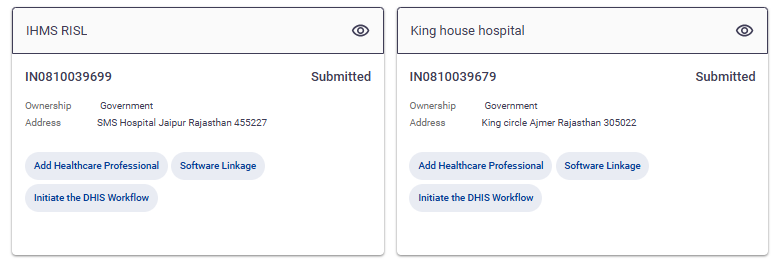 IHMS RISL
IN0810039699 Submitted
Ownership Government
Address SMS Hospital Jaipur Rajasthan 455227
Add Healthcare Professional Software Linkage
Initiate the DHIS Workflow
King house hospital
IN0810039679 Submitted
Ownership Government
Address King circle Ajmer Rajasthan 305022
Add Healthcare Professional Software Linkage
Initiate the DHIS Workflow